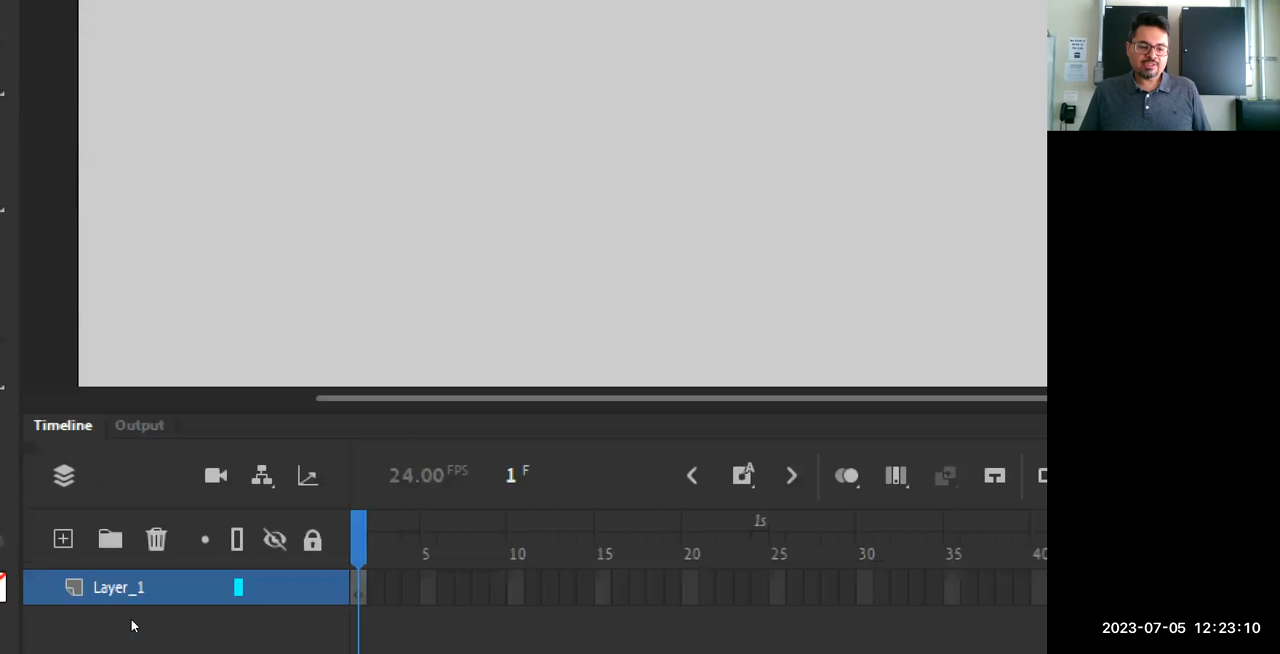 Timeline Output
24.00 FPS 1 F
1s
5 10 15 20 25 30 35 40
Layer_1
2023-07-05 12:23:10